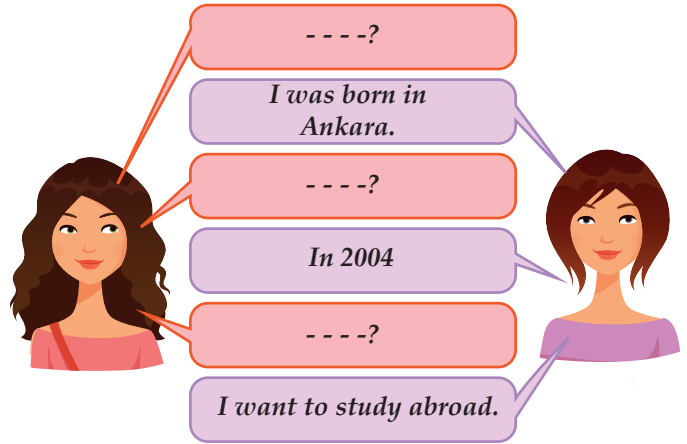 - - - -?
I was born in
Ankara.
- - - -?
In 2004
- - - -?
I want to study abroad.